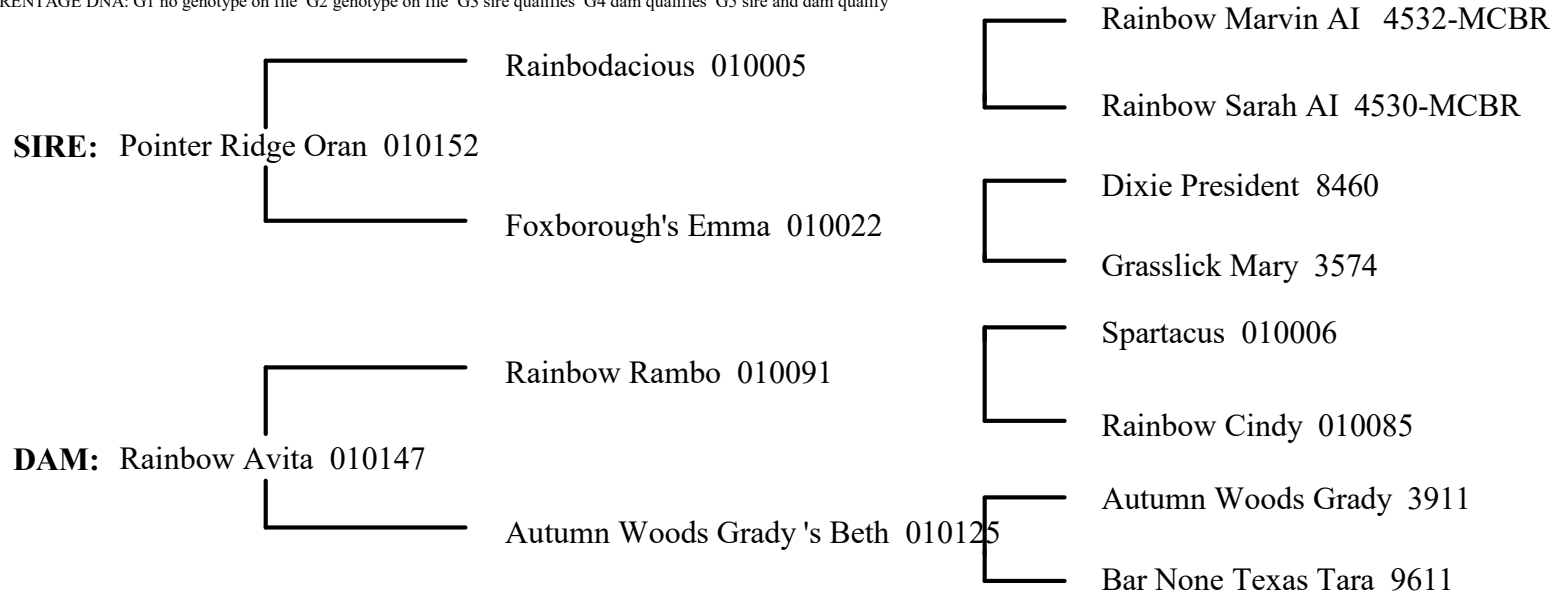 RENTAGE DNA: G1 no genotype on file G2 genotype on file G3 sire qualifies G4 dam qualifies G5 sire and dam qualify
Rainbow Marvin AI 4532-MCBR
Rainbodacious 010005
Rainbow Sarah AI 4530-MCBR
SIRE: Pointer Ridge Oran 010152
Dixie President 8460
Foxborough's Emma 010022
Grasslick Mary 3574
Spartacus 010006
Rainbow Rambo 010091
Rainbow Cindy 010085
DAM: Rainbow Avita 010147
Autumn Woods Grady 3911
Autumn Woods Grady 's Beth 010125
Bar None Texas Tara 9611